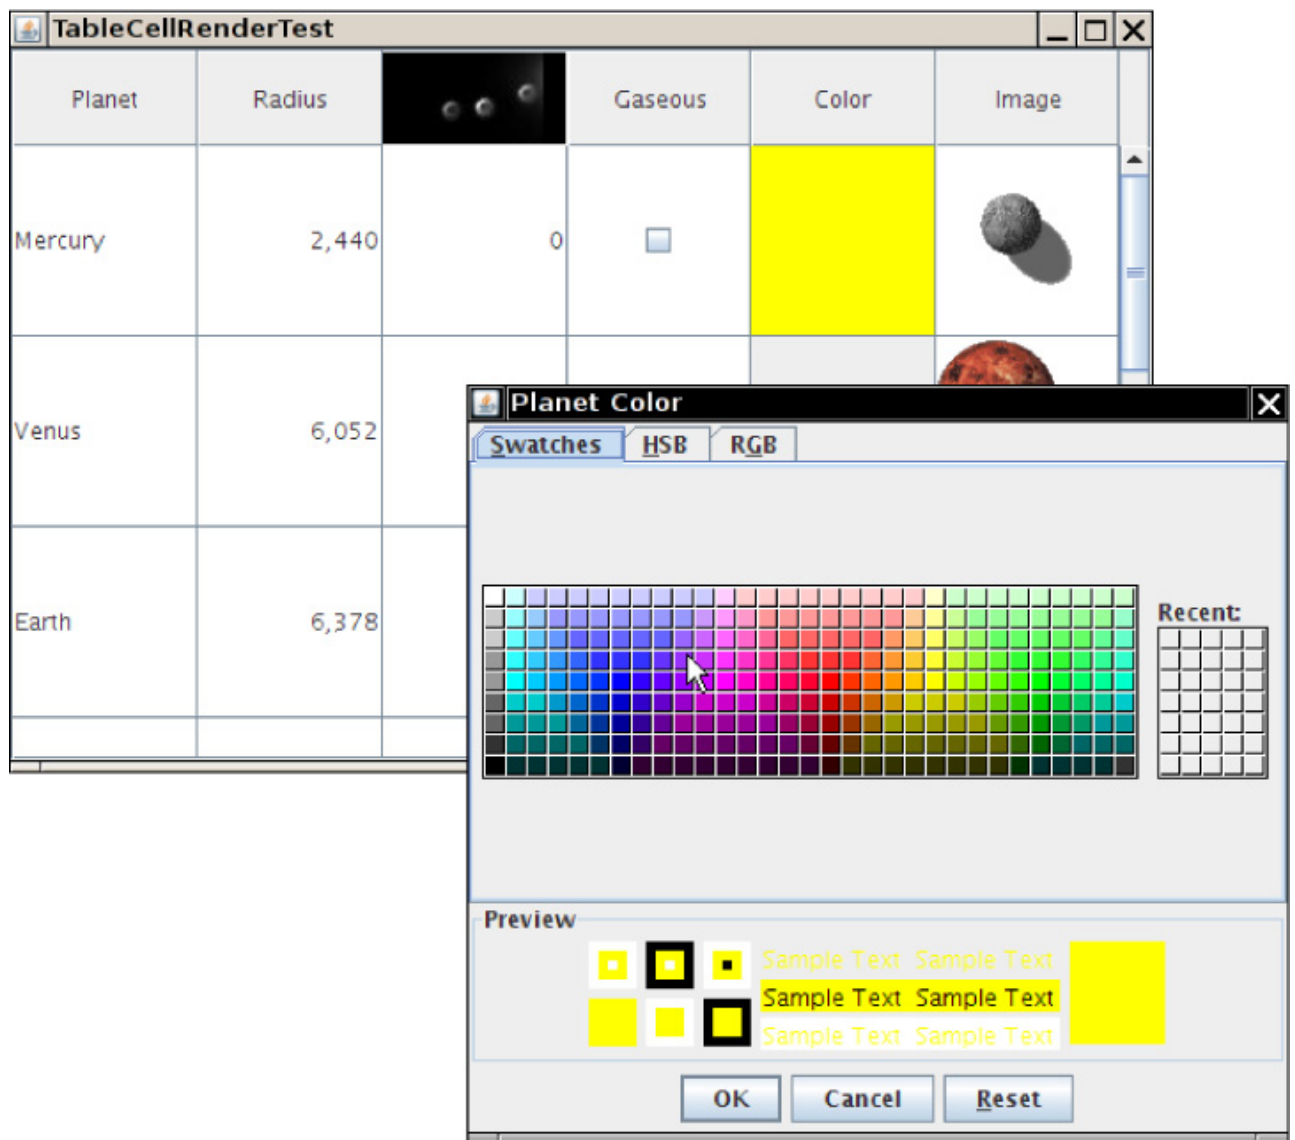 TableCellRenderTest
Planet Radius Gaseous Color Image
Mercury 2,440 0
Venus 6,052
Earth 6,378
Planet Color
Swatches HSB RGB
Recent:
Preview
Sample Text Sample Text
Sample Text Sample Text
Sample Text Sample Text
OK Cancel Reset